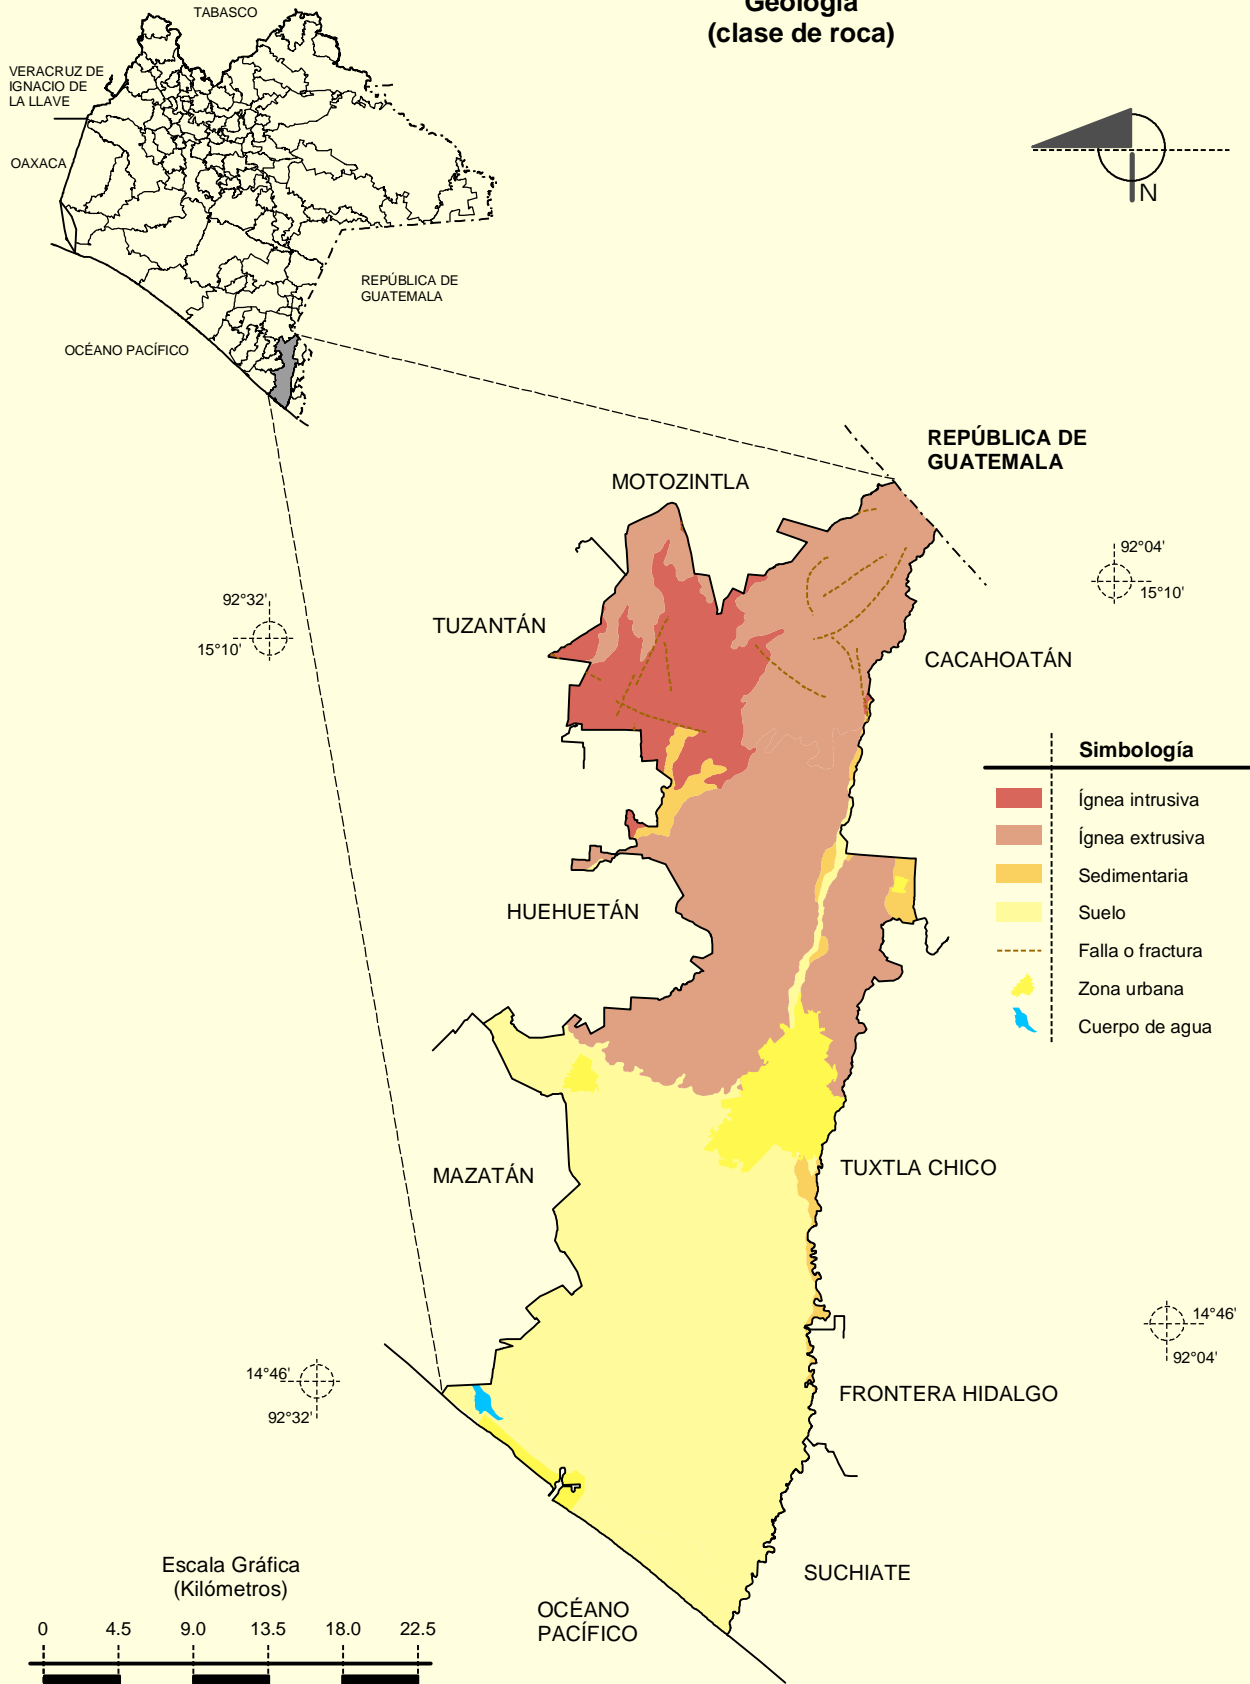 Geología
(clase de roca)
TABASCO
VERACRUZ DE
IGNACIO DE
LA LLAVE
OAXACA
REPÚBLICA DE
GUATEMALA
OCÉANO PACÍFICO
N
REPÚBLICA DE
GUATEMALA
MOTOZINTLA
92°04'
15°10'
92°32'
15°10'
TUZANTÁN
CACAHOATÁN
Simbología
Ígnea intrusiva
Ígnea extrusiva
Sedimentaria
Suelo
Falla o fractura
Zona urbana
Cuerpo de agua
HUEHUETÁN
MAZATÁN
TUXTLA CHICO
14°46'
92°04'
14°46'
92°32'
FRONTERA HIDALGO
SUCHIATE
OCÉANO
PACÍFICO
Escala Gráfica
(Kilómetros)
0 4.5 9.0 13.5 18.0 22.5